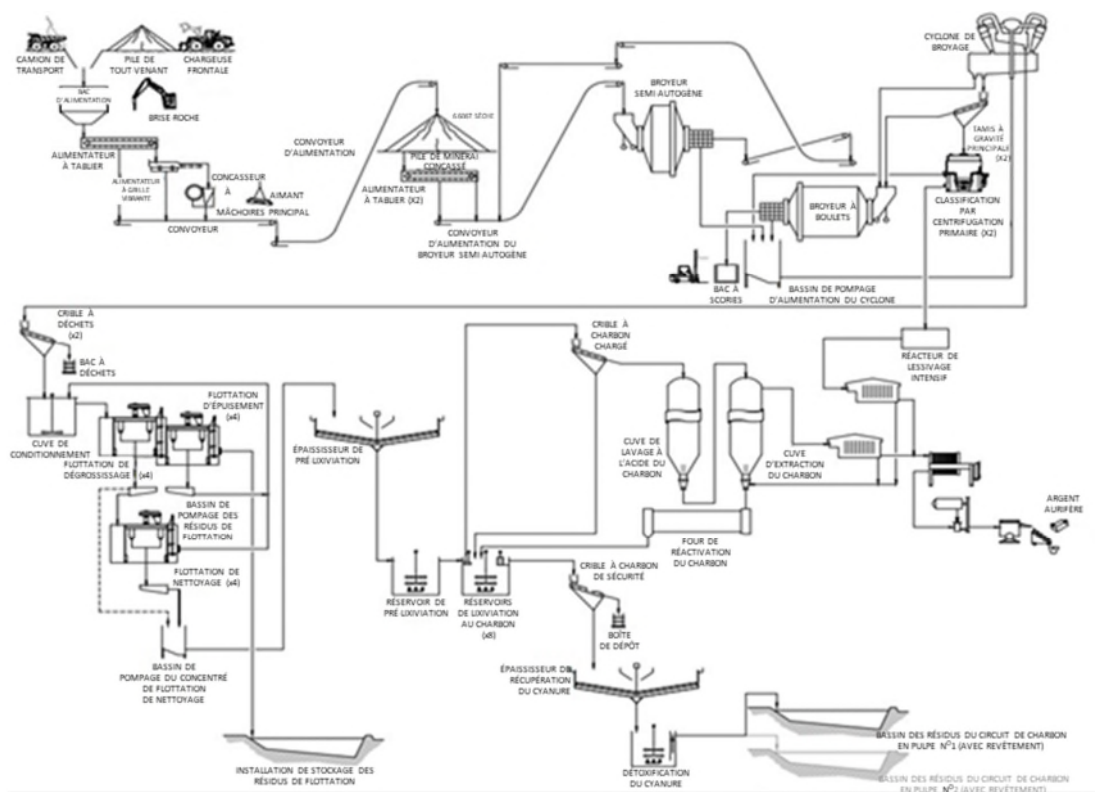 CAMION DE
TRANSPORT
PILE DE
TOUT-VENANT
CHARGEUSE
FRONTALE
BAC
D'ALIMENTATION
BRISE ROCHE
ALIMENTATEUR
À TABLIER
ALIMENTATEUR
À GRILLE
VIBRANTE
CONCASSEUR
À
MÂCHOIRES PRINCIPAL
AIMANT
CONVOYEUR
CONVOYEUR
D'ALIMENTATION
SÈCHE
PILE DE MINERAI
CONCASSÉ
ALIMENTATEUR
À TABLIER (X2)
CONVOYEUR
D'ALIMENTATION DU
BROYEUR SEMI-AUTOGÈNE
BROYEUR
SEMI-AUTOGÈNE
CYCLONE DE
BROYAGE
TAMIS À
GRAVITÉ
PRINCIPALE
(X2)
CLASSIFICATION
PAR
CENTRIFUGATION
PRIMAIRE (X2)
BROYEUR À
BOULETS
BAC À
SCORIES
BASSIN DE POMPAGE
D'ALIMENTATION DU CYCLONE
CRIBLE À
DÉCHETS
(x2)
BAC À
DÉCHETS
CUVE DE
CONDITIONNEMENT
FLOTTATION
D'ÉPUISEMENT
(x4)
FLOTTATION DE
DÉGROSSISSAGE (x4)
BASSIN DE
POMPAGE DES
RÉSIDUS DE
FLOTTATION
FLOTTATION DE
NETTOYAGE (x4)
BASSIN DE
POMPAGE DU CONCENTRÉ
DE FLOTTATION
DE NETTOYAGE
INSTALLATION DE STOCKAGE DES
RÉSIDUS DE FLOTTATION
ÉPAISSISSEUR DE
PRÉ LIXIVIATION
RÉSERVOIR DE
PRÉ LIXIVIATION
RÉSERVOIRS
DE LIXIVIATION
AU CHARBON
(x8)
CRIBLE À
CHARBON
CHARGÉ
CUVE DE
LAVAGE À
L'ACIDE DU
CHARBON
CUVE
D'EXTRACTION
DU CHARBON
FOUR DE
RÉACTIVATION
DU CHARBON
RÉACTEUR DE
LESSIVAGE
INTENSIF
ARGENT
AURIFÈRE
CRIBLE À CHARBON
DE SÉCURITÉ
BOÎTE
DE DÉPÔT
ÉPAISSISSEUR DE
RÉCUPÉRATION
DU CYANURE
DÉTOXIFICATION
DU CYANURE
BASSIN DES RÉSIDUS DU CIRCUIT DE CHARBON
EN PULPE NO1 (AVEC REVÊTEMENT)
BASSIN DES RÉSIDUS DU CIRCUIT DE CHARBON
EN PULPE NO2 (AVEC REVÊTEMENT)